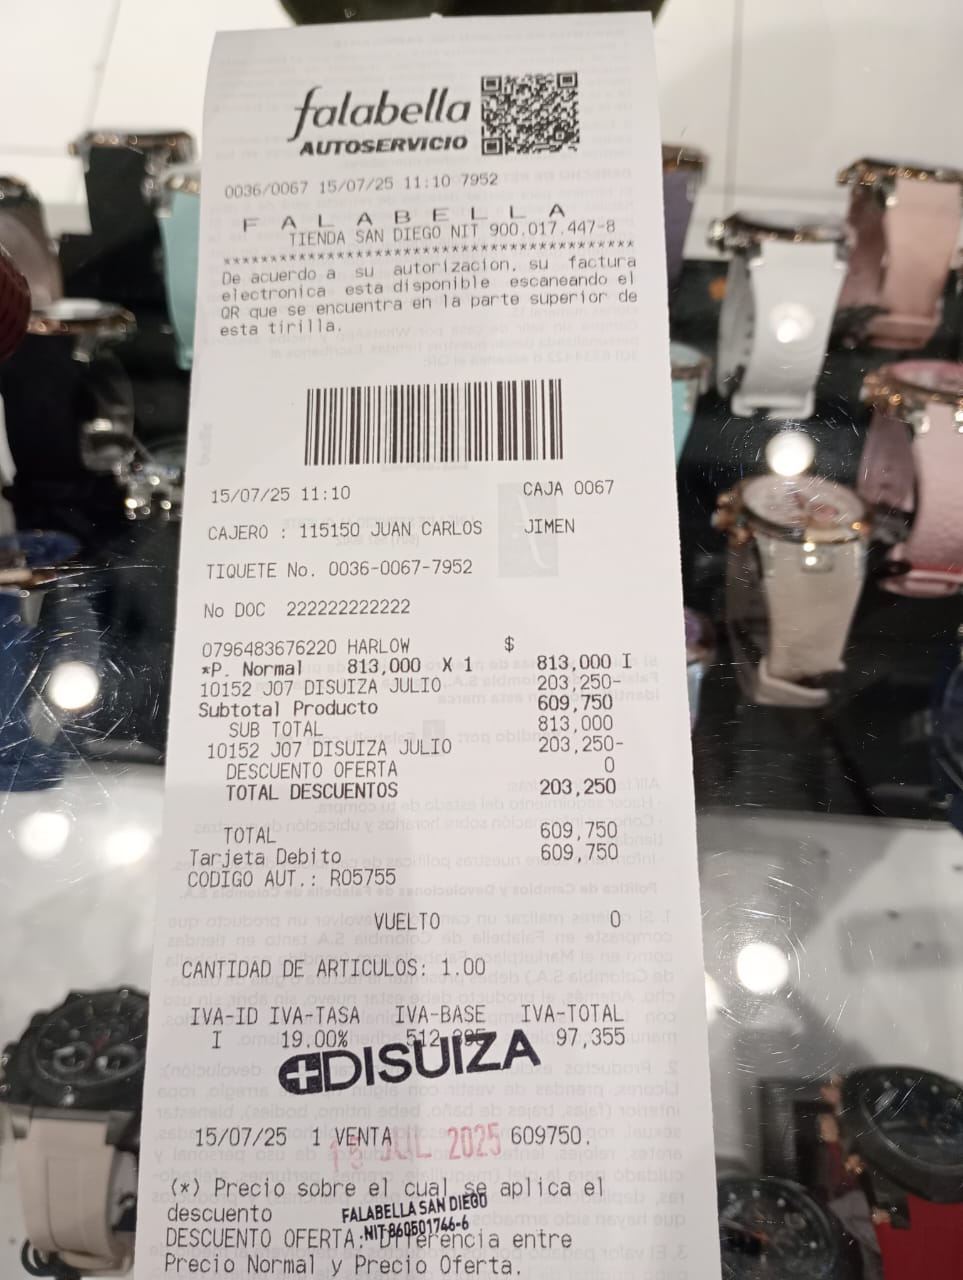 falabella
AUTOSERVICIO
0036/0067 15/07/25 11:10 7952
F A L A B E L L A
TIENDA SAN DIEGO NIT 900.017.447-8
****************************************
De acuerdo a su autorizacion, su factura
electronica esta disponible escaneando el
QR que se encuentra en la parte superior de
esta tirilla.
15/07/25 11:10 CAJA 0067
CAJERO : 115150 JUAN CARLOS JIMEN
TIQUETE No. 0036-0067-7952
No DOC 222222222222
0796483676220 HARLOW $
*P. Normal 813,000 X 1 813,000 I
10152 J07 DISUIZA JULIO 203,250-
Subtotal Producto 609,750
SUB TOTAL 813,000
10152 J07 DISUIZA JULIO 203,250-
DESCUENTO OFERTA 0
TOTAL DESCUENTOS 203,250
TOTAL 609,750
Tarjeta Debito 609,750
CODIGO AUT.: R05755
VUELTO 0
CANTIDAD DE ARTICULOS: 1.00
IVA-ID IVA-TASA IVA-BASE IVA-TOTAL
I 19.00% 512,395 97,355
DISUIZA
15/07/25 1 VENTA 609750.
15 JUL 2025
(*) Precio sobre el cual se aplica el
descuento
FALABELLA SAN DIEGO
NIT-860501746-6
DESCUENTO OFERTA: Diferencia entre
Precio Normal y Precio Oferta.